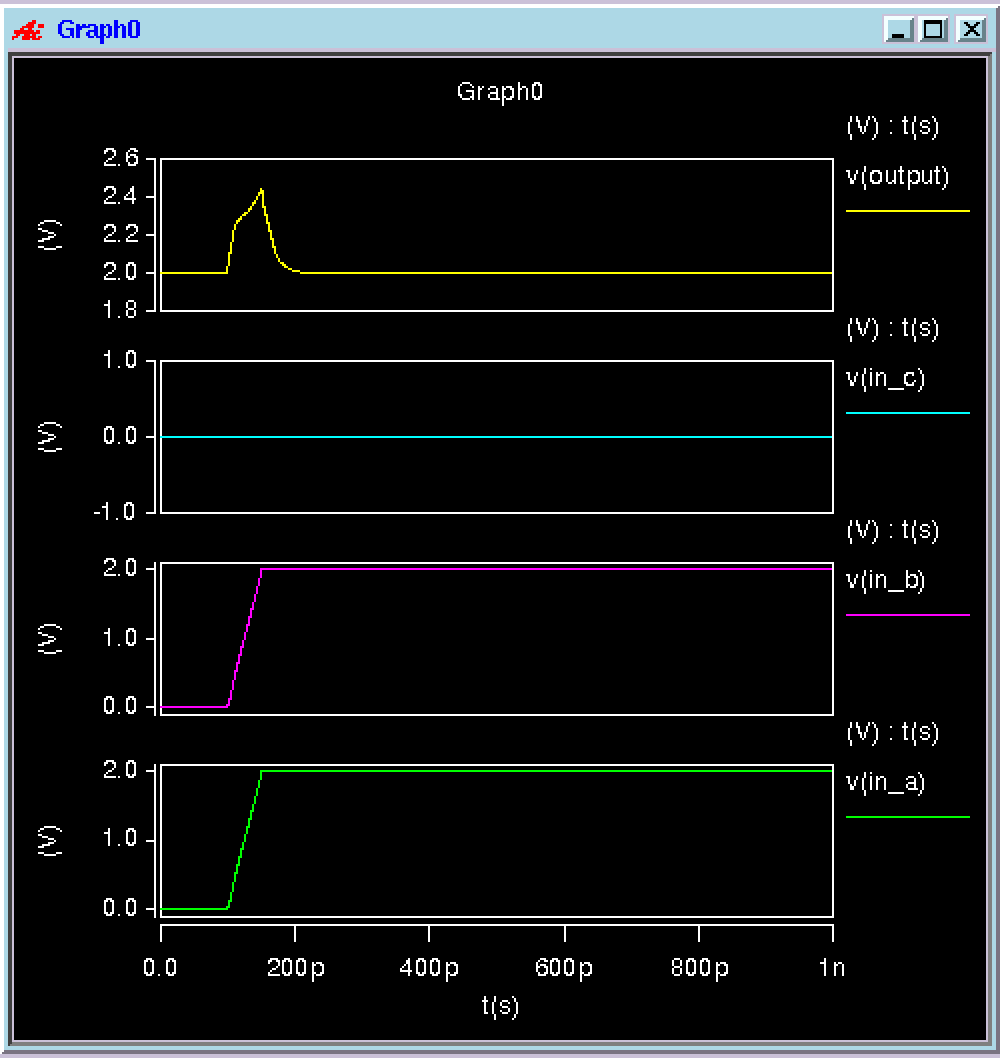 Graph0
Graph0
(V) : t(s)
2.6
v(output)
2.4
(V)
2.2
2.0
1.8
(V) : t(s)
1.0
v(in_c)
(V)
0.0
-1.0
(V) : t(s)
2.0
v(in_b)
(V)
1.0
0.0
(V) : t(s)
2.0
v(in_a)
(V)
1.0
0.0
0.0 200p 400p 600p 800p 1n
t(s)